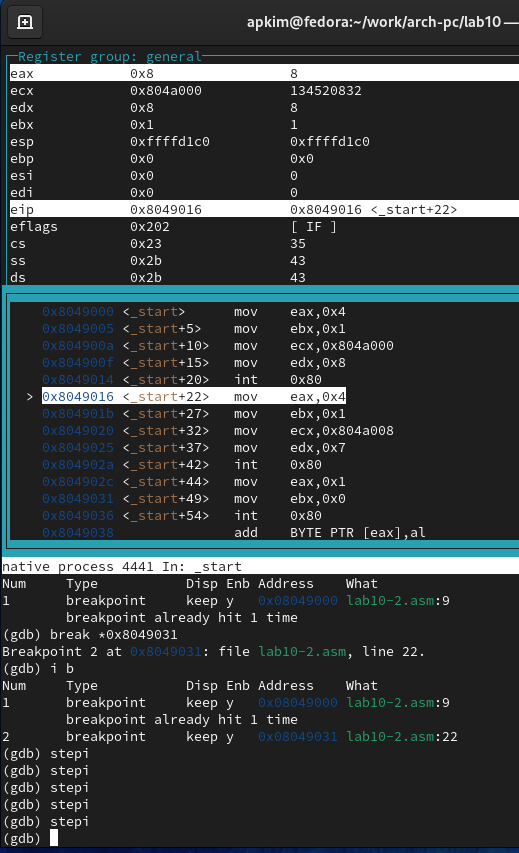 apkim@fedora:~/work/arch-pc/lab10 —
Register group: general
eax 0x8 8
ecx 0x804a000 134520832
edx 0x8 8
ebx 0x1 1
esp 0xffffd1c0 0xffffd1c0
ebp 0x0 0x0
esi 0x0 0
edi 0x0 0
eip 0x8049016 0x8049016 <_start+22>
eflags 0x202 [ IF ]
cs 0x23 35
ss 0x2b 43
ds 0x2b 43
0x8049000 <_start> mov eax,0x4
0x8049005 <_start+5> mov ebx,0x1
0x804900a <_start+10> mov ecx,0x804a000
0x804900f <_start+15> mov edx,0x8
0x8049014 <_start+20> int 0x80
> 0x8049016 <_start+22> mov eax,0x4
0x804901b <_start+27> mov ebx,0x1
0x8049020 <_start+32> mov ecx,0x804a008
0x8049025 <_start+37> mov edx,0x7
0x804902a <_start+42> int 0x80
0x804902c <_start+44> mov eax,0x1
0x8049031 <_start+49> mov ebx,0x0
0x8049036 <_start+54> int 0x80
0x8049038 add BYTE PTR [eax],al
native process 4441 In: _start
Num Type Disp Enb Address What
1 breakpoint keep y 0x08049000 lab10-2.asm:9
breakpoint already hit 1 time
(gdb) break *0x8049031
Breakpoint 2 at 0x8049031: file lab10-2.asm, line 22.
(gdb) i b
Num Type Disp Enb Address What
1 breakpoint keep y 0x08049000 lab10-2.asm:9
breakpoint already hit 1 time
2 breakpoint keep y 0x08049031 lab10-2.asm:22
(gdb) stepi
(gdb) stepi
(gdb) stepi
(gdb) stepi
(gdb) stepi
(gdb)